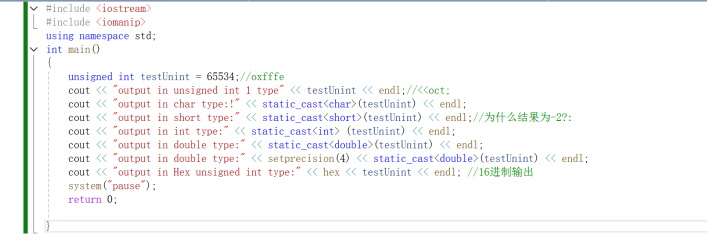 #include <iostream>
#include <iomanip>
using namespace std;
int main()
{
unsigned int testUnint = 65534;//oxfffe
cout << "output in unsigned int 1 type" << testUnint << endl;//<<oct;
cout << "output in char type:!" << static_cast<char>(testUnint) << endl;
cout << "output in short type:" << static_cast<short>(testUnint) << endl;//为什么结果为-2?:
cout << "output in int type:" << static_cast<int> (testUnint) << endl;
cout << "output in double type:" << static_cast<double>(testUnint) << endl;
cout << "output in double type:" << setprecision(4) << static_cast<double>(testUnint) << endl;
cout << "output in Hex unsigned int type:" << hex << testUnint << endl; //16进制输出
system("pause");
return 0;
}